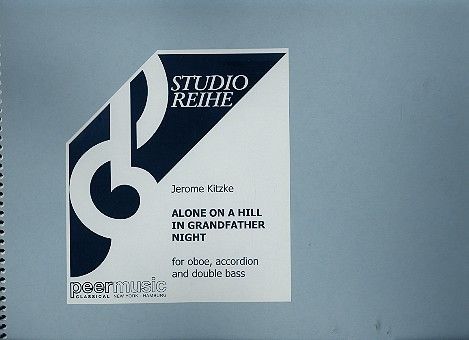 STUDIO
REIHE
Jerome Kitzke
ALONE ON A HILL
IN GRANDFATHER
NIGHT
for oboe, accordion
and double bass
peermusic
CLASSICAL NEW YORK · HAMBURG